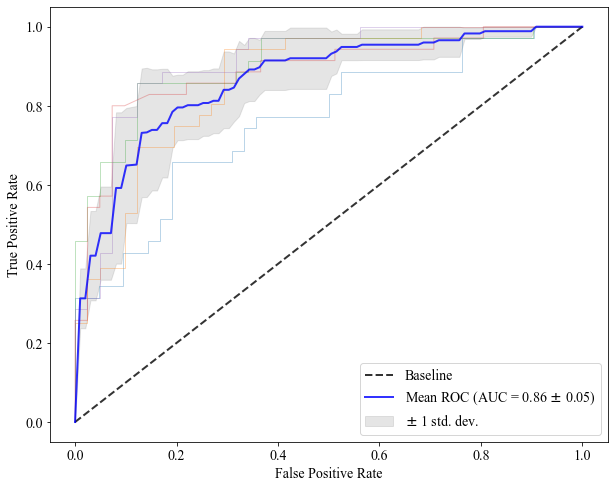 1.0
0.8
0.6
0.4
0.2
0.0
True Positive Rate
Baseline
Mean ROC (AUC = 0.86 ± 0.05)
± 1 std. dev.
0.0 0.2 0.4 0.6 0.8 1.0
False Positive Rate